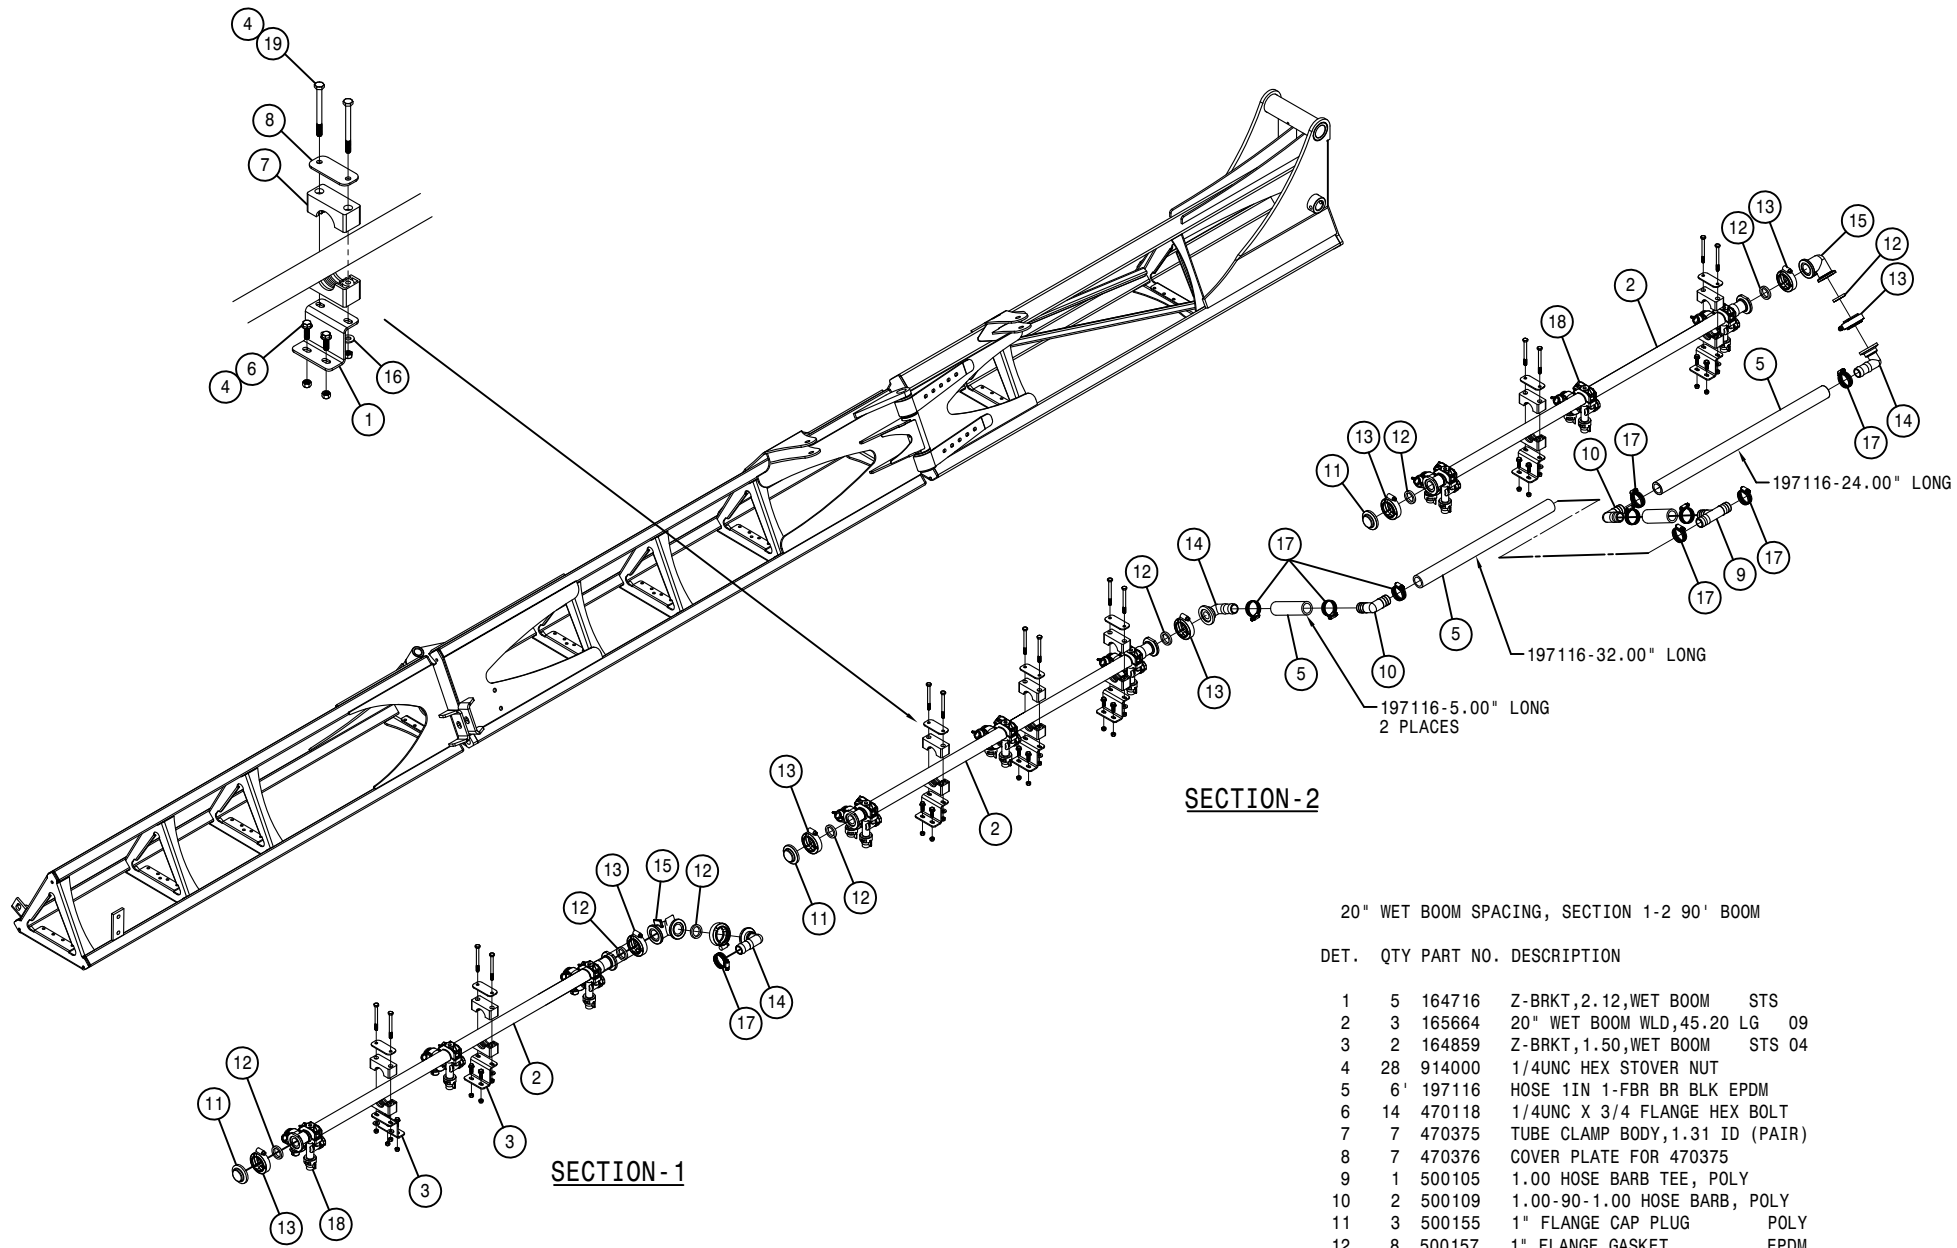 4
19
8
7
4
6
16
1
13
12
15
12
13
2
18
5
14
17
13
12
11
10
17
197116-24.00" LONG
17
9
17
14
17
12
5
197116-32.00" LONG
13
5
10
197116-5.00" LONG
2 PLACES
13
2
12
11
SECTION-2
13
15
12
12
14
17
12
2
11
3
3
13
18
SECTION-1
20" WET BOOM SPACING, SECTION 1-2 90' BOOM
DET. QTY PART NO. DESCRIPTION
1 5 164716 Z-BRKT,2.12,WET BOOM STS
2 3 165664 20" WET BOOM WLD,45.20 LG 09
3 2 164859 Z-BRKT,1.50,WET BOOM STS 04
4 28 914000 1/4UNC HEX STOVER NUT
5 6' 197116 HOSE 1IN 1-FBR BR BLK EPDM
6 14 470118 1/4UNC X 3/4 FLANGE HEX BOLT
7 7 470375 TUBE CLAMP BODY,1.31 ID (PAIR)
8 7 470376 COVER PLATE FOR 470375
9 1 500105 1.00 HOSE BARB TEE, POLY
10 2 500109 1.00-90-1.00 HOSE BARB, POLY
11 3 500155 1" FLANGE CAP PLUG POLY
12 8 500157 1" FLANGE GASKET EPDM